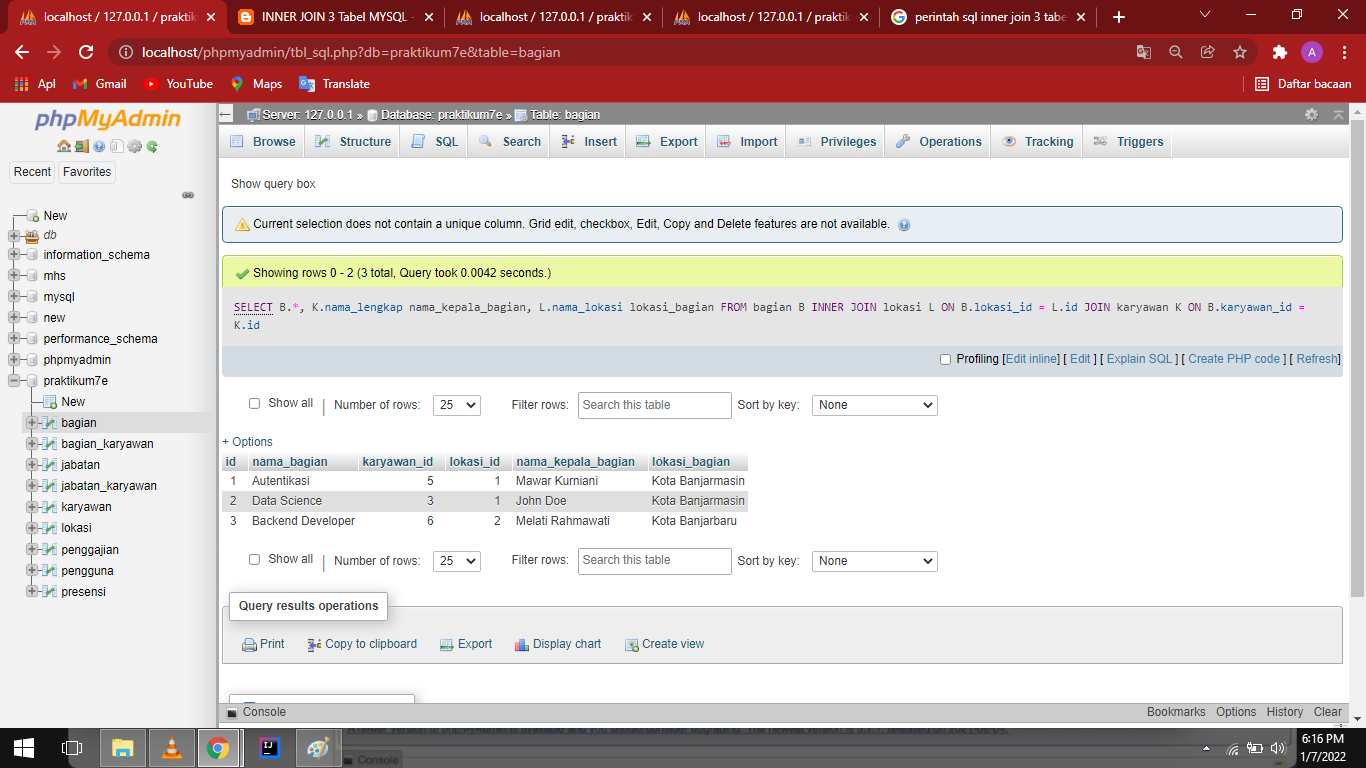 localhost / 127.0.0.1 / praktik
INNER JOIN 3 Tabel MYSQL -
localhost / 127.0.0.1 / praktik
localhost / 127.0.0.1 / praktik
perintah sql inner join 3 tabe
localhost/phpmyadmin/tbl_sql.php?db=praktikum7e&table=bagian
A
Apl
Gmail
YouTube
Maps
Translate
Daftar bacaan
phpMyAdmin
Recent
Favorites
New
db
information_schema
mhs
mysql
new
performance_schema
phpmyadmin
praktikum7e
New
bagian
bagian_karyawan
jabatan
jabatan_karyawan
karyawan
lokasi
penggajian
pengguna
presensi
Server: 127.0.0.1 » Database: praktikum7e » Table: bagian
Browse Structure SQL Search Insert Export Import Privileges Operations Tracking Triggers
Show query box
Current selection does not contain a unique column. Grid edit, checkbox, Edit, Copy and Delete features are not available.
Showing rows 0 - 2 (3 total, Query took 0.0042 seconds.)
SELECT B.*, K.nama_lengkap nama_kepala_bagian, L.nama_lokasi lokasi_bagian FROM bagian B INNER JOIN lokasi L ON B.lokasi_id = L.id JOIN karyawan K ON B.karyawan_id =
K.id
Profiling [Edit inline] [ Edit ] [ Explain SQL ] [ Create PHP code ] [ Refresh]
Show all Number of rows: 25 Filter rows: Search this table Sort by key: None
+ Options
id nama_bagian karyawan_id lokasi_id nama_kepala_bagian lokasi_bagian
1 Autentikasi 5 1 Mawar Kurniani Kota Banjarmasin
2 Data Science 3 1 John Doe Kota Banjarmasin
3 Backend Developer 6 2 Melati Rahmawati Kota Banjarbaru
Show all Number of rows: 25 Filter rows: Search this table Sort by key: None
Query results operations
Print Copy to clipboard Export Display chart Create view
Console
Bookmarks Options History Clear
Console
6:16 PM
1/7/2022